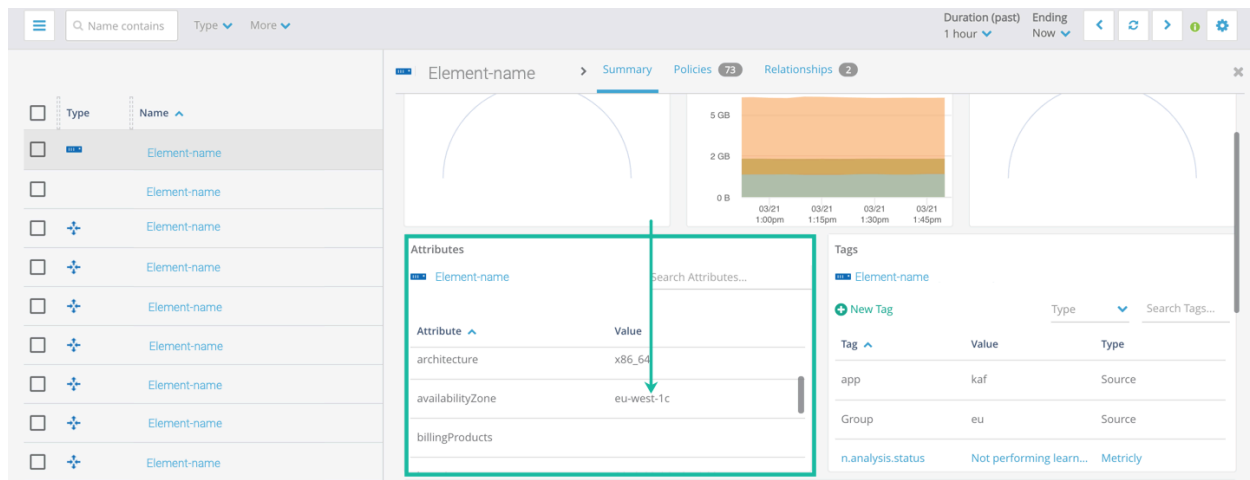 Name contains Type More Duration (past) Ending
1 hour Now
Element-name Summary Policies 73 Relationships 2
Type Name
Element-name
Element-name
Element-name
Element-name
Element-name
Element-name
Element-name
Element-name
Element-name
5 GB
2 GB
0 B
03/21 03/21 03/21 03/21
1:00pm 1:15pm 1:30pm 1:45pm
Attributes
Element-name Search Attributes...
Attribute Value
architecture x86_64
availabilityZone eu-west-1c
billingProducts
Tags
Element-name
New Tag Type Search Tags...
Tag Value Type
app kaf Source
Group eu Source
n.analysis.status Not performing learn... Metricly